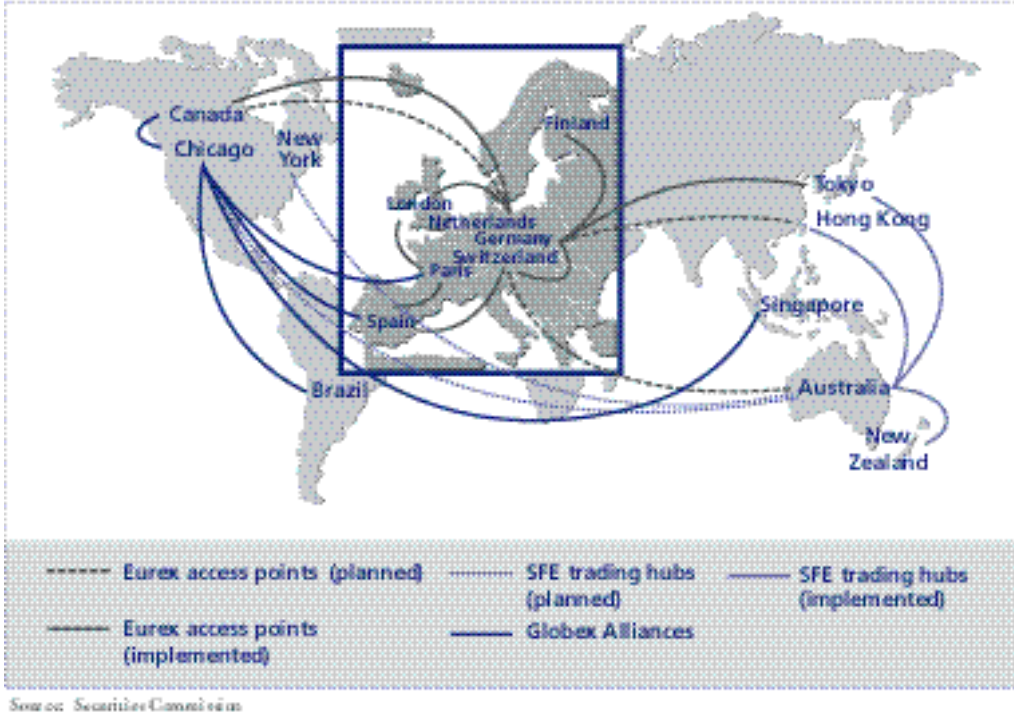 Canada
Chicago
New
York
Finland
London
Netherlands
Germany
Switzerland
Paris
Spain
Tokyo
Hong Kong
Singapore
Brazil
Australia
New
Zealand
Eurex access points (planned)
SFE trading hubs
(planned)
SFE trading hubs
(implemented)
Eurex access points
(implemented)
Globex Alliances
Source: Securities Commission